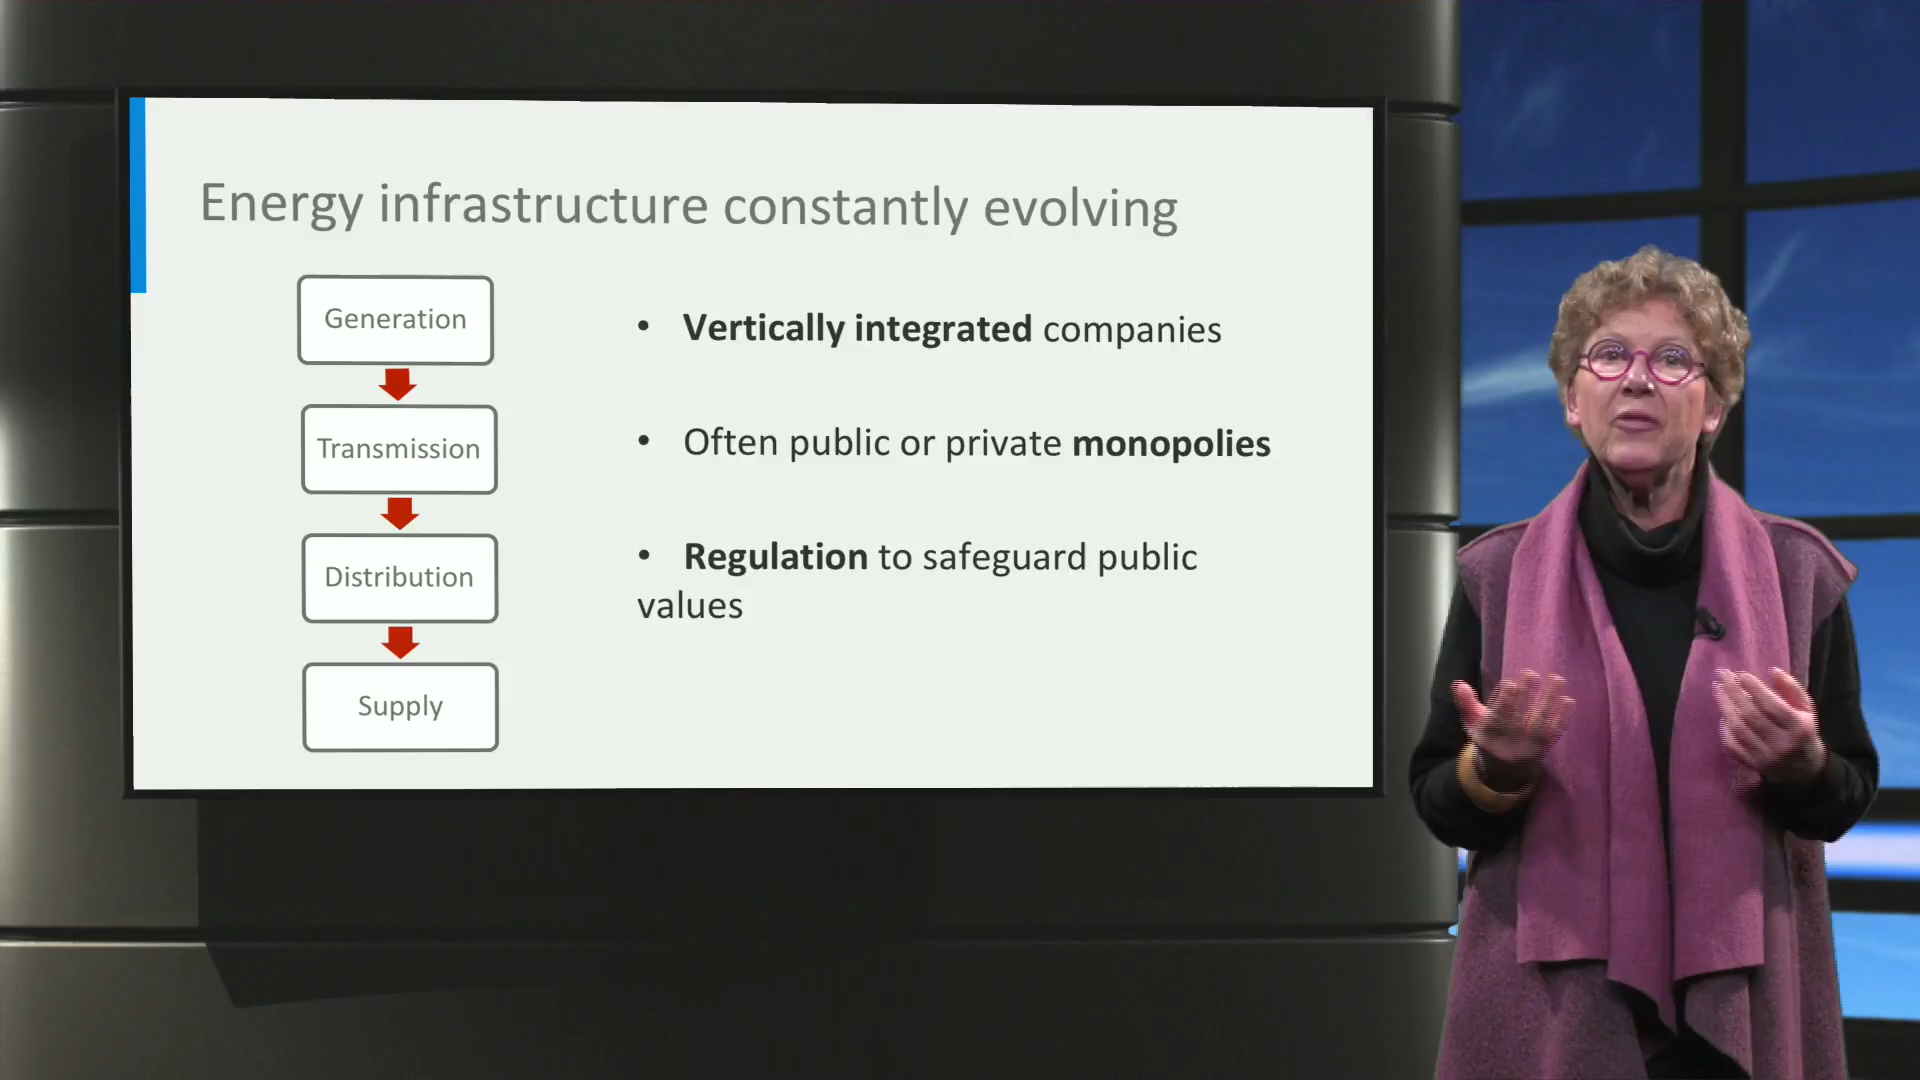 Energy infrastructure constantly evolving
Generation
Transmission
Distribution
Supply
• Vertically integrated companies
• Often public or private monopolies
• Regulation to safeguard public
values